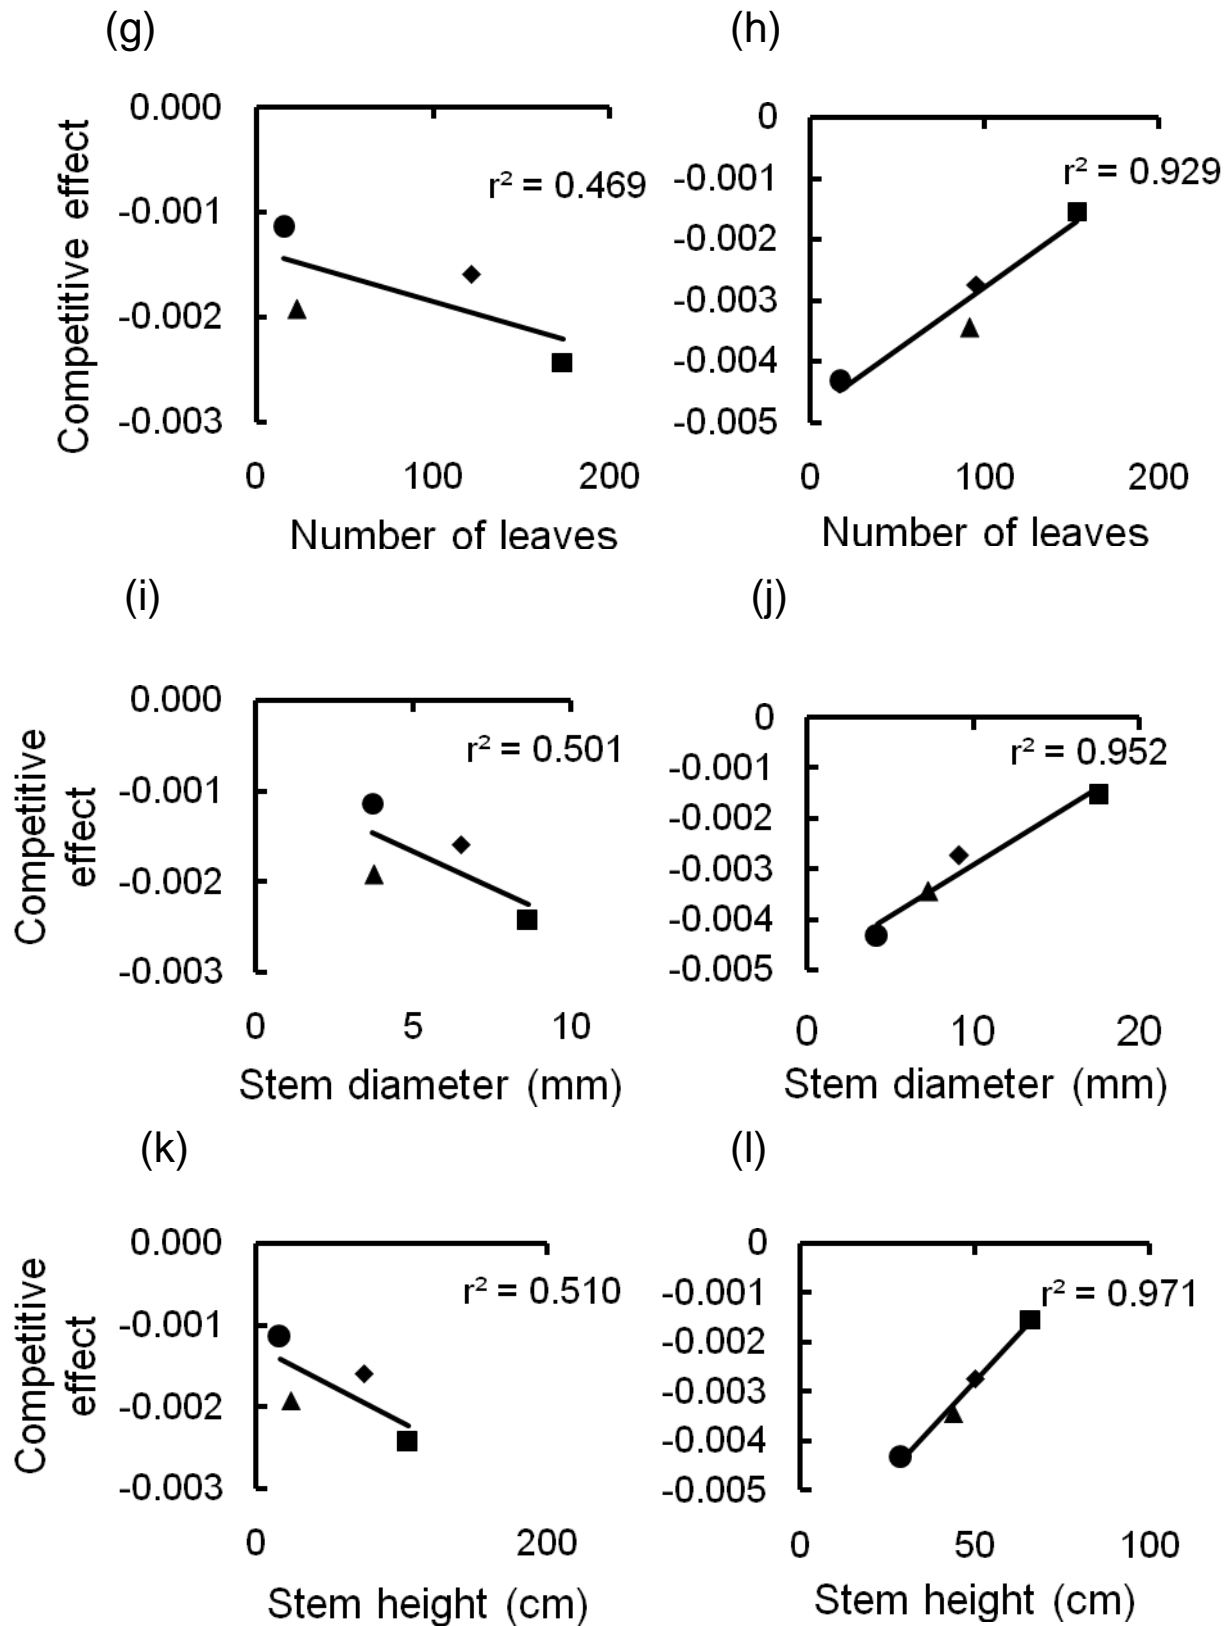 (g)
0.000
-0.001
-0.002
-0.003
Competitive effect
r² = 0.469
0 100 200
Number of leaves
(h)
0
-0.001
-0.002
-0.003
-0.004
-0.005
r² = 0.929
0 100 200
Number of leaves
(i)
0.000
-0.001
-0.002
-0.003
Competitive
effect
r² = 0.501
0 5 10
Stem diameter (mm)
(j)
0
-0.001
-0.002
-0.003
-0.004
-0.005
r² = 0.952
0 10 20
Stem diameter (mm)
(k)
0.000
-0.001
-0.002
-0.003
Competitive
effect
r² = 0.510
0 200
Stem height (cm)
(l)
0
-0.001
-0.002
-0.003
-0.004
-0.005
r² = 0.971
0 50 100
Stem height (cm)